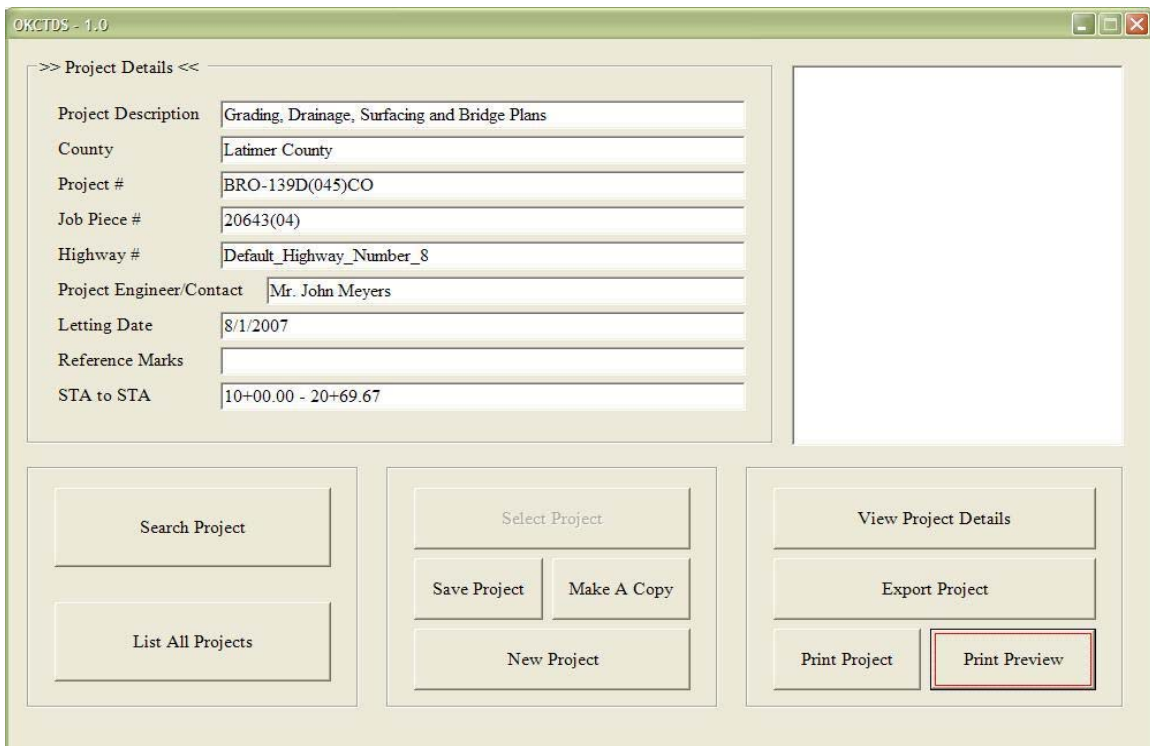 OKCTDS - 1.0
>> Project Details <<
Project Description Grading, Drainage, Surfacing and Bridge Plans
County Latimer County
Project # BRO-139D(045)CO
Job Piece # 20643(04)
Highway # Default_Highway_Number_8
Project Engineer/Contact Mr. John Meyers
Letting Date 8/1/2007
Reference Marks
STA to STA 10+00.00 - 20+69.67
Search Project
List All Projects
Select Project
Save Project Make A Copy
New Project
View Project Details
Export Project
Print Project Print Preview